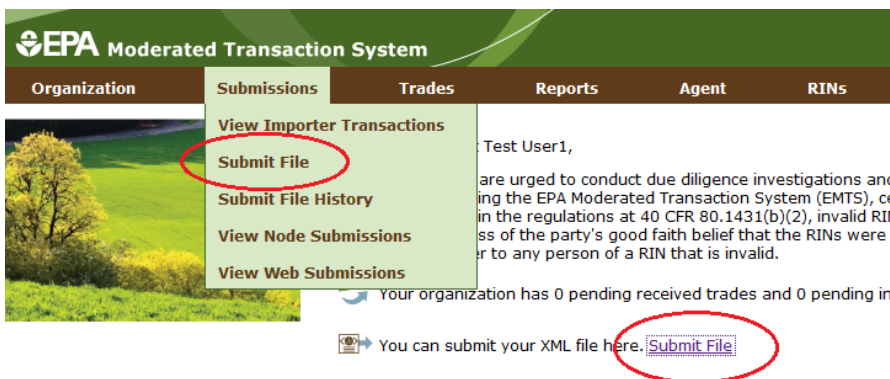 EPA Moderated Transaction System
Organization Submissions Trades Reports Agent RINs
View Importer Transactions
Submit File
Submit File History
View Node Submissions
View Web Submissions
Test User1,
are urged to conduct due diligence investigations and
ing the EPA Moderated Transaction System (EMTS), ce
in the regulations at 40 CFR 80.1431(b)(2), invalid RI
ss of the party's good faith belief that the RINs were
er to any person of a RIN that is invalid.
Your organization has 0 pending received trades and 0 pending in
You can submit your XML file here. Submit File